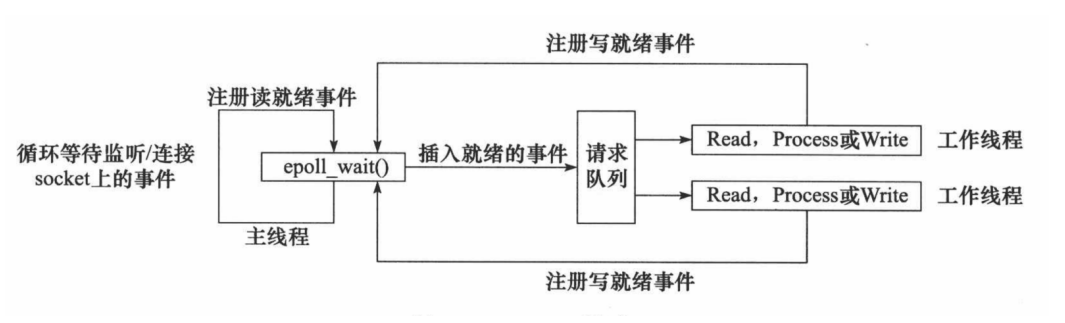 注册写就绪事件
注册读就绪事件
循环等待监听/连接
socket上的事件
epoll_wait()
插入就绪的事件
请求
队列
Read，Process或Write
工作线程
Read，Process或Write
工作线程
主线程
注册写就绪事件